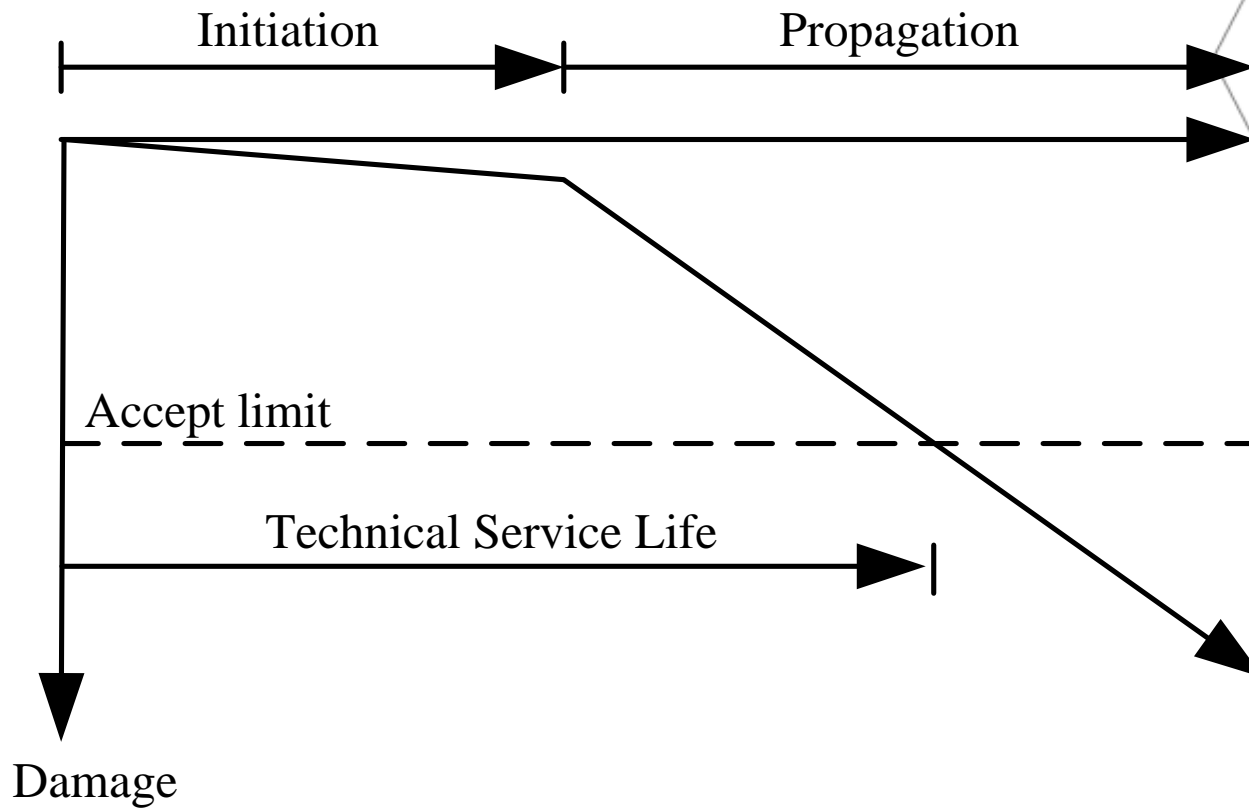 Initiation
Propagation
Accept limit
Technical Service Life
Damage